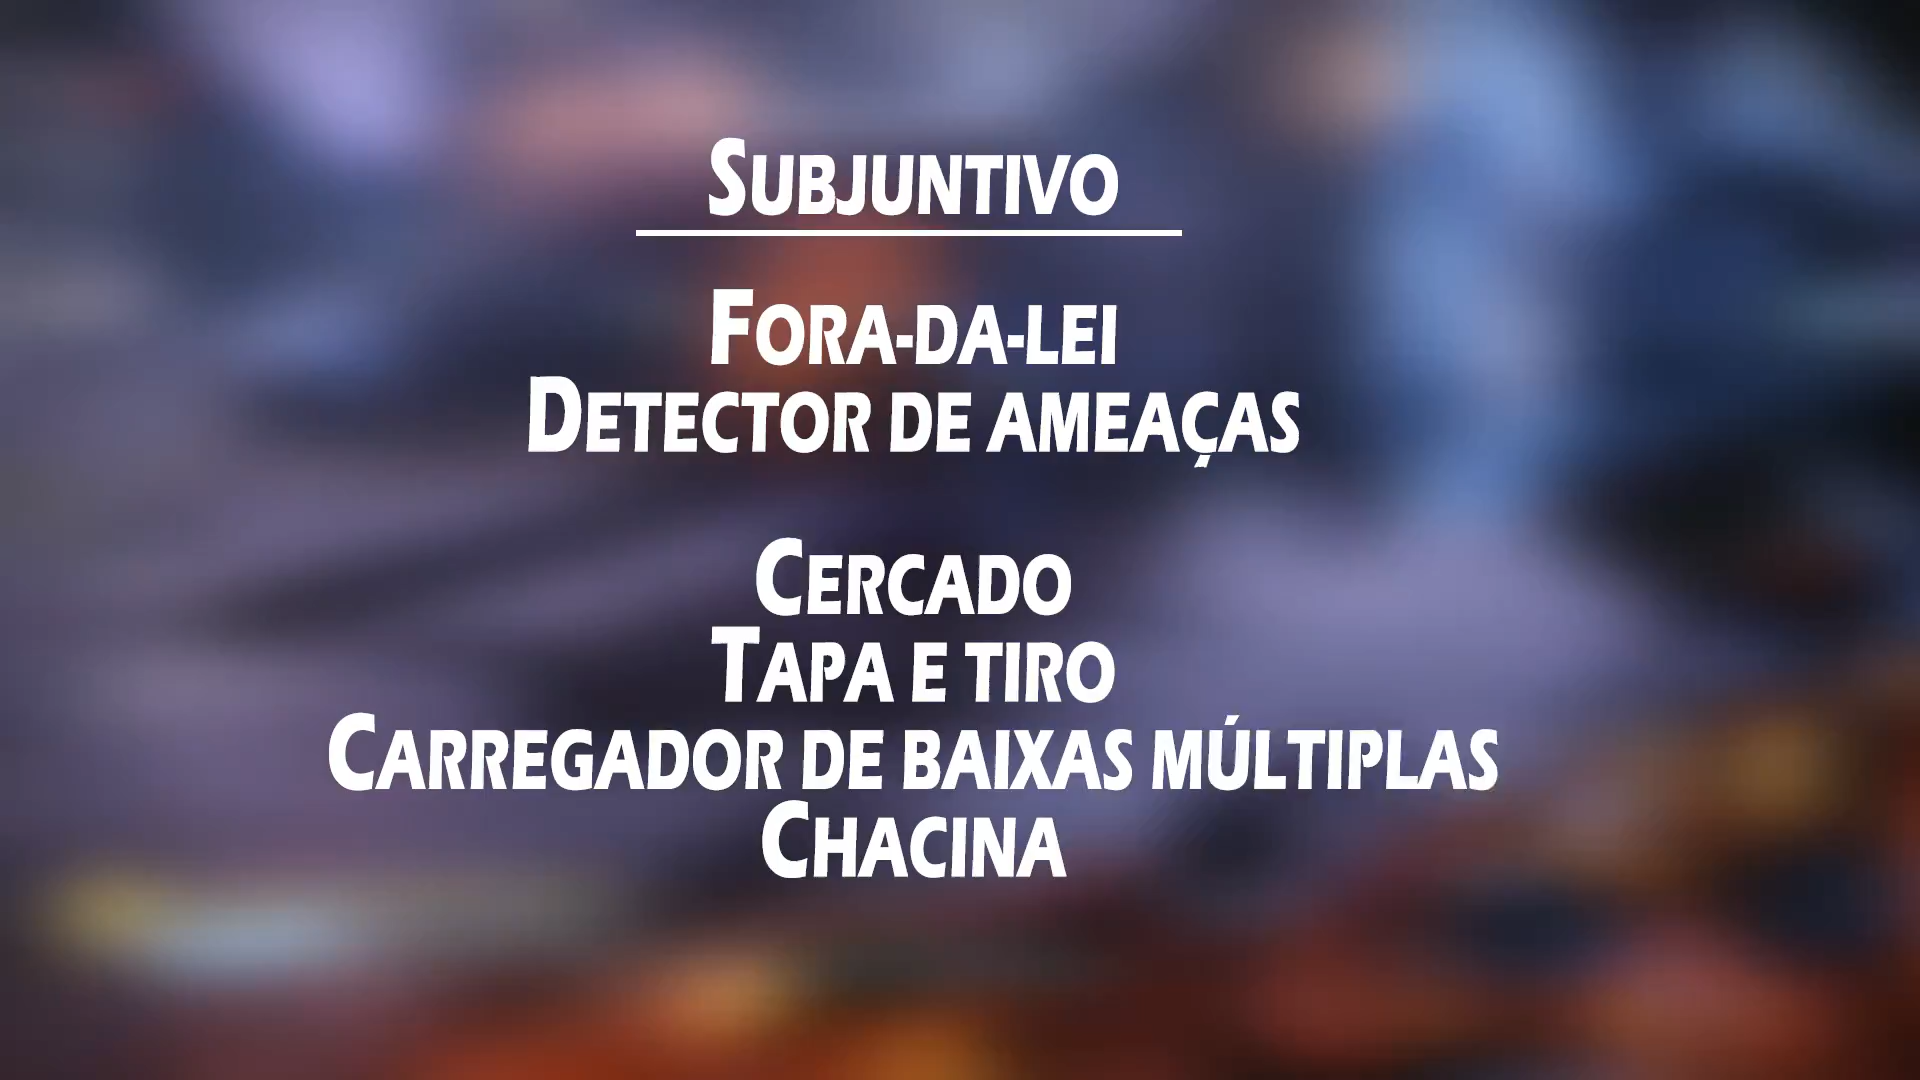 Subjuntivo
Fora-da-lei
Detector de ameaças
Cercado
Tapa e tiro
Carregador de baixas múltiplas
Chacina